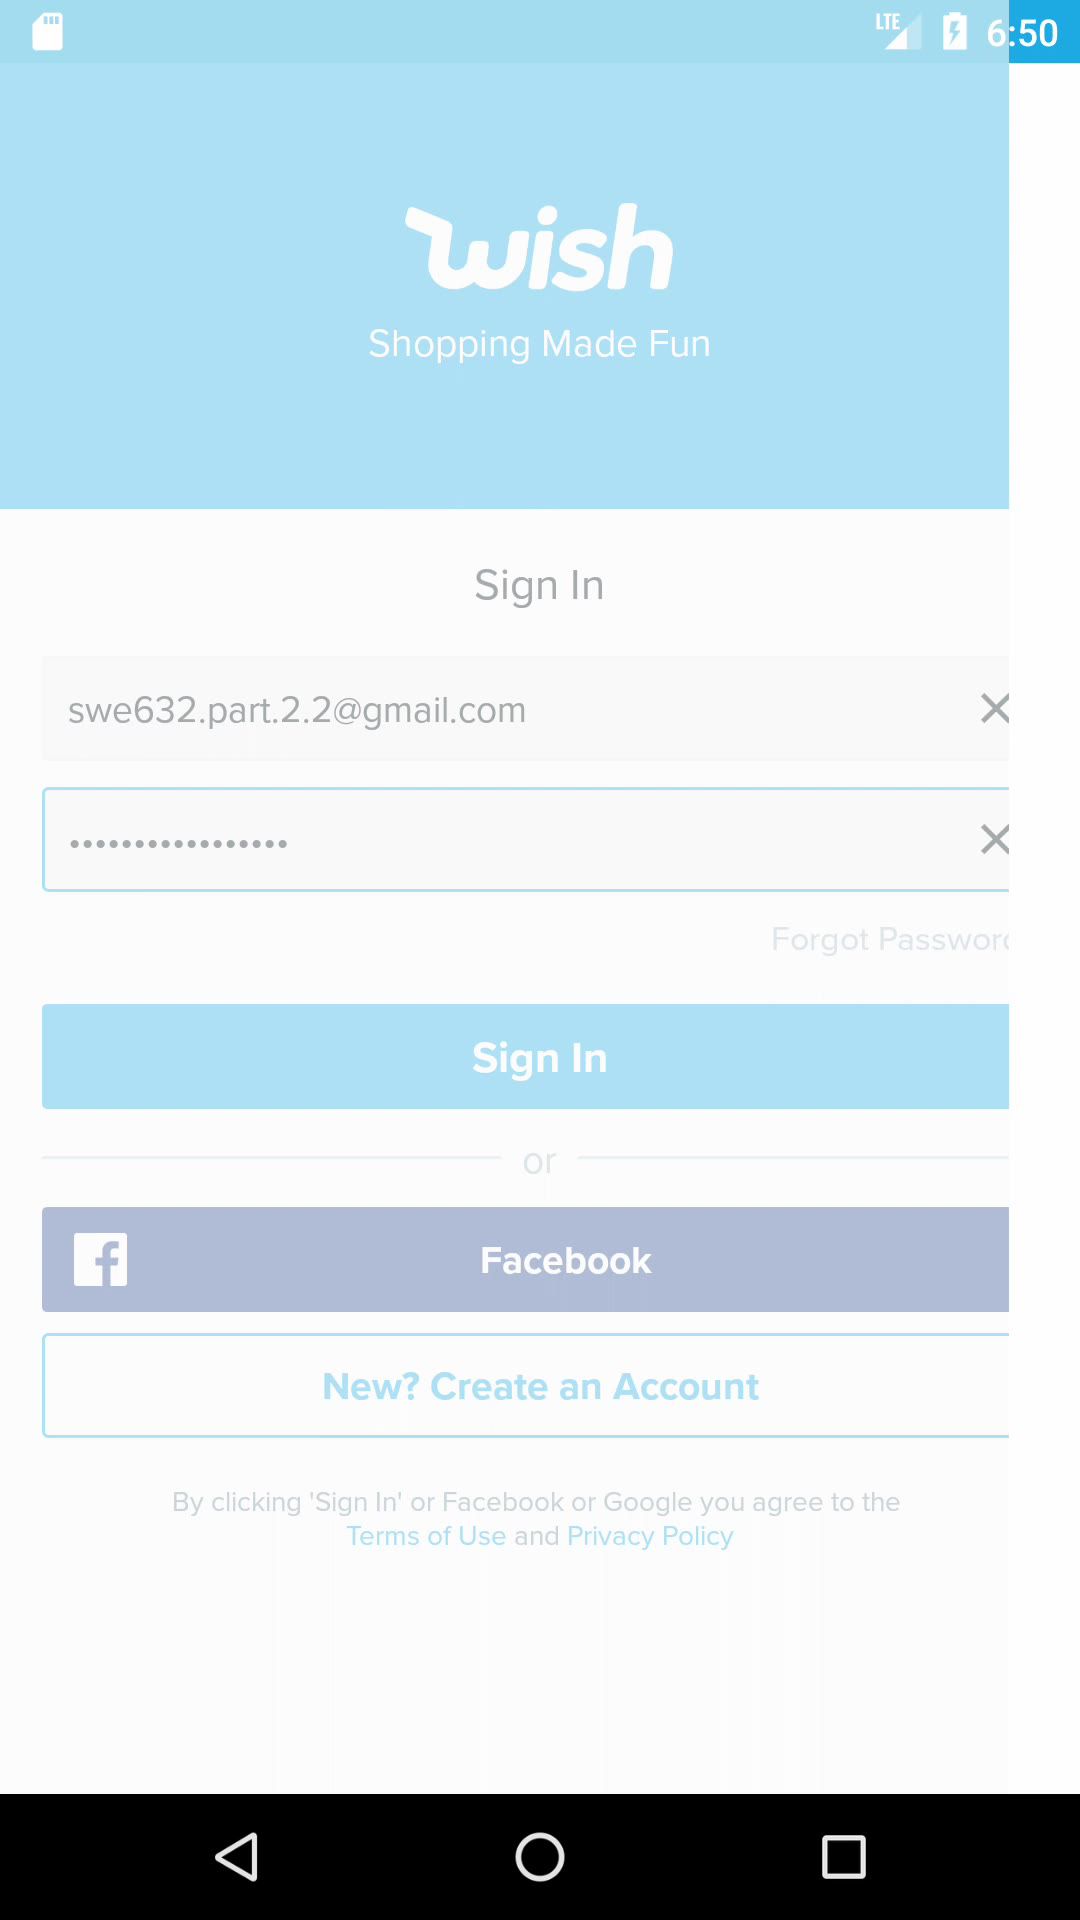 LTE 6:50
wish
Shopping Made Fun
Sign In
swe632.part.2.2@gmail.com
•••••••••••••••••
Forgot Password
Sign In
or
Facebook
New? Create an Account
By clicking 'Sign In' or Facebook or Google you agree to the
Terms of Use and Privacy Policy